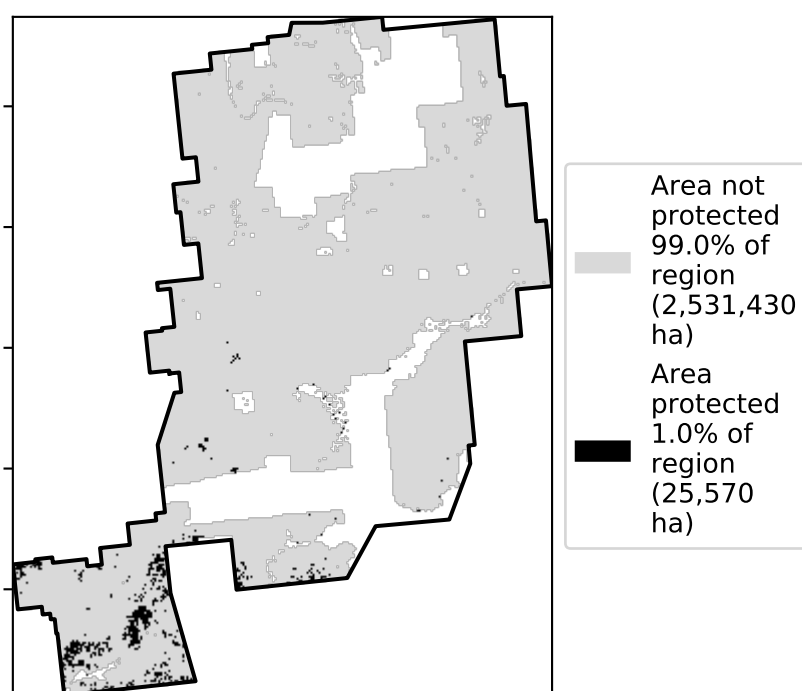 Area not
protected
99.0% of
region
(2,531,430
ha)
Area
protected
1.0% of
region
(25,570
ha)